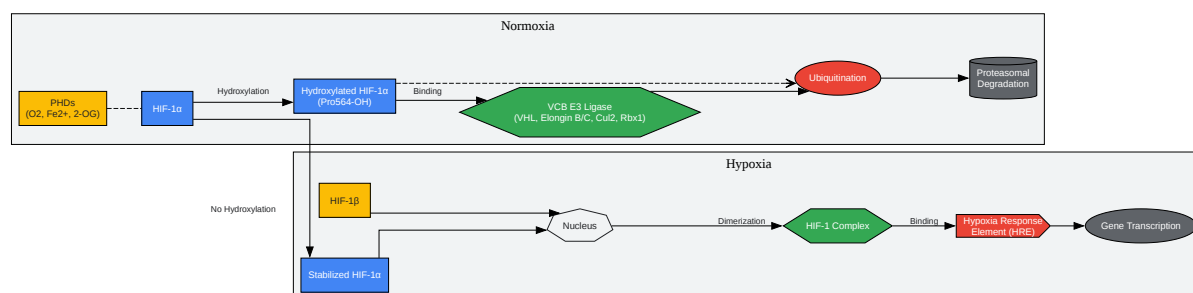 Normoxia
PHDs
(O2, Fe2+, 2-OG)
HIF-1α
Hydroxylation
Hydroxylated HIF-1α
(Pro564-OH)
Binding
VCB E3 Ligase
(VHL, Elongin B/C, Cul2, Rbx1)
Ubiquitination
Proteasomal
Degradation
Hypoxia
No Hydroxylation
HIF-1β
Stabilized HIF-1α
Nucleus
Dimerization
HIF-1 Complex
Binding
Hypoxia Response
Element (HRE)
Gene Transcription